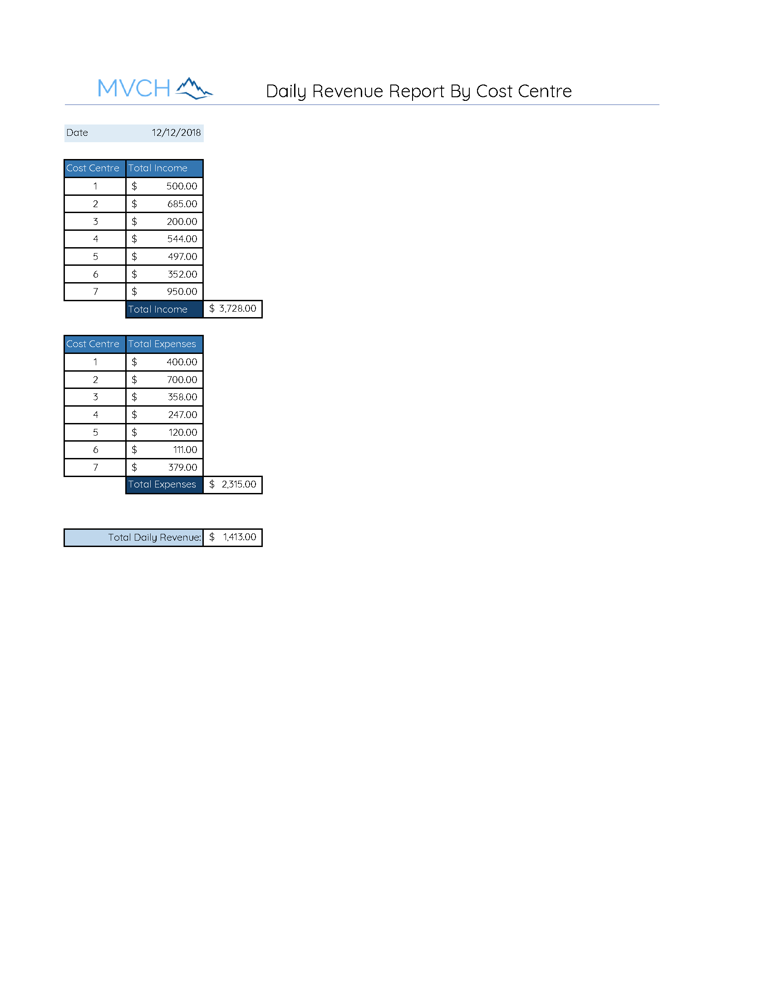 MVCH
Daily Revenue Report By Cost Centre
Date 12/12/2018
Cost Centre Total Income
1 $ 500.00
2 $ 685.00
3 $ 200.00
4 $ 544.00
5 $ 497.00
6 $ 352.00
7 $ 950.00
Total Income $ 3,728.00
Cost Centre Total Expenses
1 $ 400.00
2 $ 700.00
3 $ 358.00
4 $ 247.00
5 $ 120.00
6 $ 111.00
7 $ 379.00
Total Expenses $ 2,315.00
Total Daily Revenue: $ 1,413.00